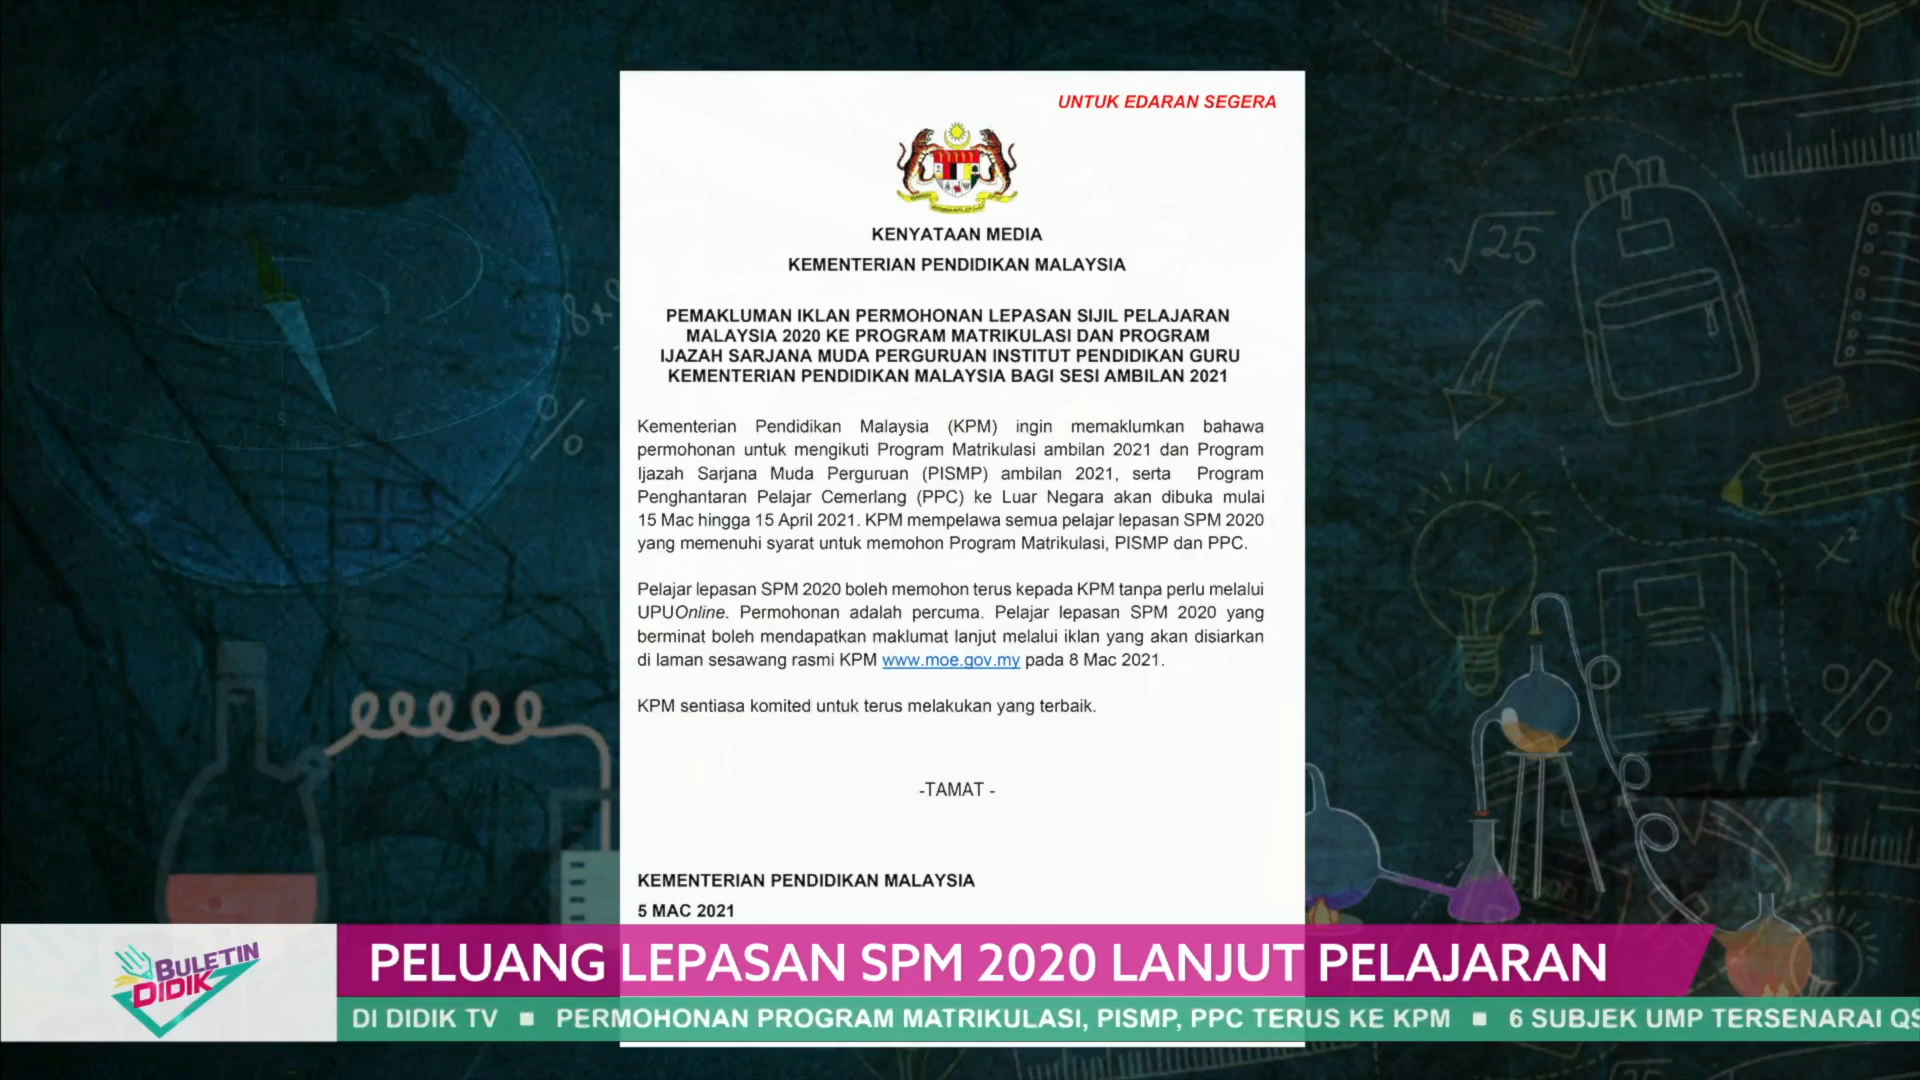 UNTUK EDARAN SEGERA
KENYATAAN MEDIA
KEMENTERIAN PENDIDIKAN MALAYSIA
PEMAKLUMAN IKLAN PERMOHONAN LEPASAN SIJIL PELAJARAN
MALAYSIA 2020 KE PROGRAM MATRIKULASI DAN PROGRAM
IJAZAH SARJANA MUDA PERGURUAN INSTITUT PENDIDIKAN GURU
KEMENTERIAN PENDIDIKAN MALAYSIA BAGI SESI AMBILAN 2021
Kementerian Pendidikan Malaysia (KPM) ingin memaklumkan bahawa
permohonan untuk mengikuti Program Matrikulasi ambilan 2021 dan Program
Ijazah Sarjana Muda Perguruan (PISMP) ambilan 2021, serta Program
Penghantaran Pelajar Cemerlang (PPC) ke Luar Negara akan dibuka mulai
15 Mac hingga 15 April 2021. KPM mempelawa semua pelajar lepasan SPM 2020
yang memenuhi syarat untuk memohon Program Matrikulasi, PISMP dan PPC.
Pelajar lepasan SPM 2020 boleh memohon terus kepada KPM tanpa perlu melalui
UPUOnline. Permohonan adalah percuma. Pelajar lepasan SPM 2020 yang
berminat boleh mendapatkan maklumat lanjut melalui iklan yang akan disiarkan
di laman sesawang rasmi KPM www.moe.gov.my pada 8 Mac 2021.
KPM sentiasa komited untuk terus melakukan yang terbaik.
-TAMAT -
KEMENTERIAN PENDIDIKAN MALAYSIA
5 MAC 2021
√25
%
x²
%
BULETIN
DIDIK
PELUANG LEPASAN SPM 2020 LANJUT PELAJARAN
DI DIDIK TV ■ PERMOHONAN PROGRAM MATRIKULASI, PISMP, PPC TERUS KE KPM ■ 6 SUBJEK UMP TERSENARAI QS